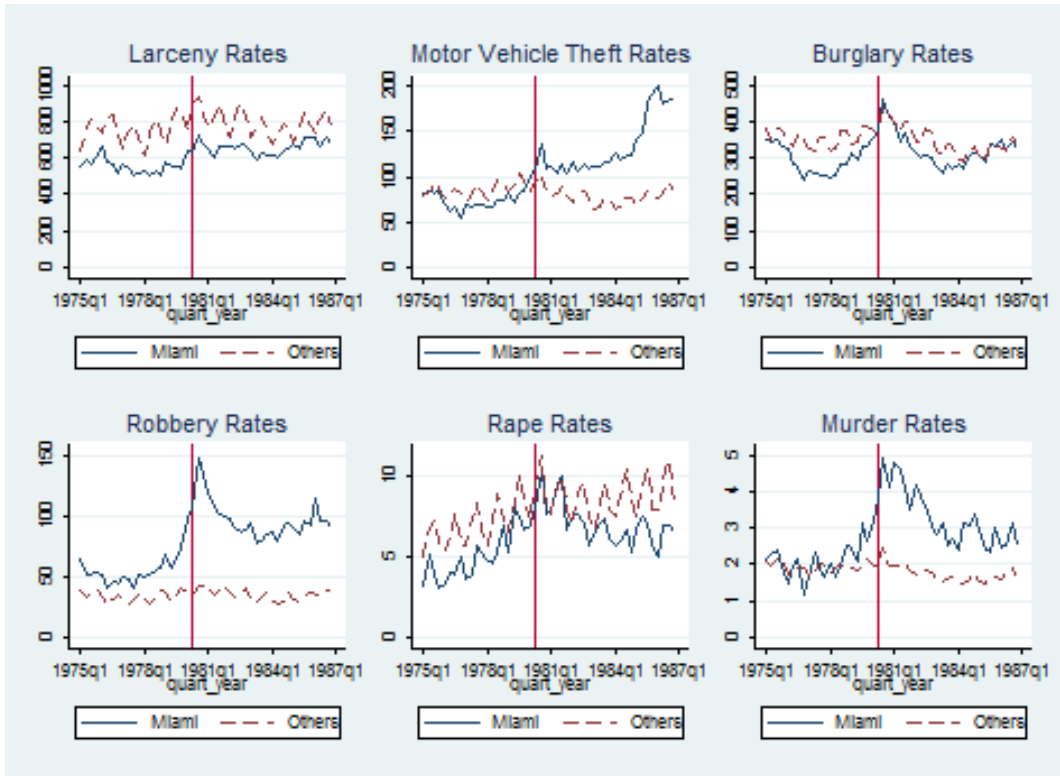 Larceny Rates
0 200 400 600 800 1000
1975q1 1978q1 1981q1 1984q1 1987q1
quart_year
Miami Others
Motor Vehicle Theft Rates
0 50 100 150 200
1975q1 1978q1 1981q1 1984q1 1987q1
quart_year
Miami Others
Burglary Rates
0 100 200 300 400 500
1975q1 1978q1 1981q1 1984q1 1987q1
quart_year
Miami Others
Robbery Rates
0 50 100 150
1975q1 1978q1 1981q1 1984q1 1987q1
quart_year
Miami Others
Rape Rates
0 5 10
1975q1 1978q1 1981q1 1984q1 1987q1
quart_year
Miami Others
Murder Rates
0 1 2 3 4 5
1975q1 1978q1 1981q1 1984q1 1987q1
quart_year
Miami Others